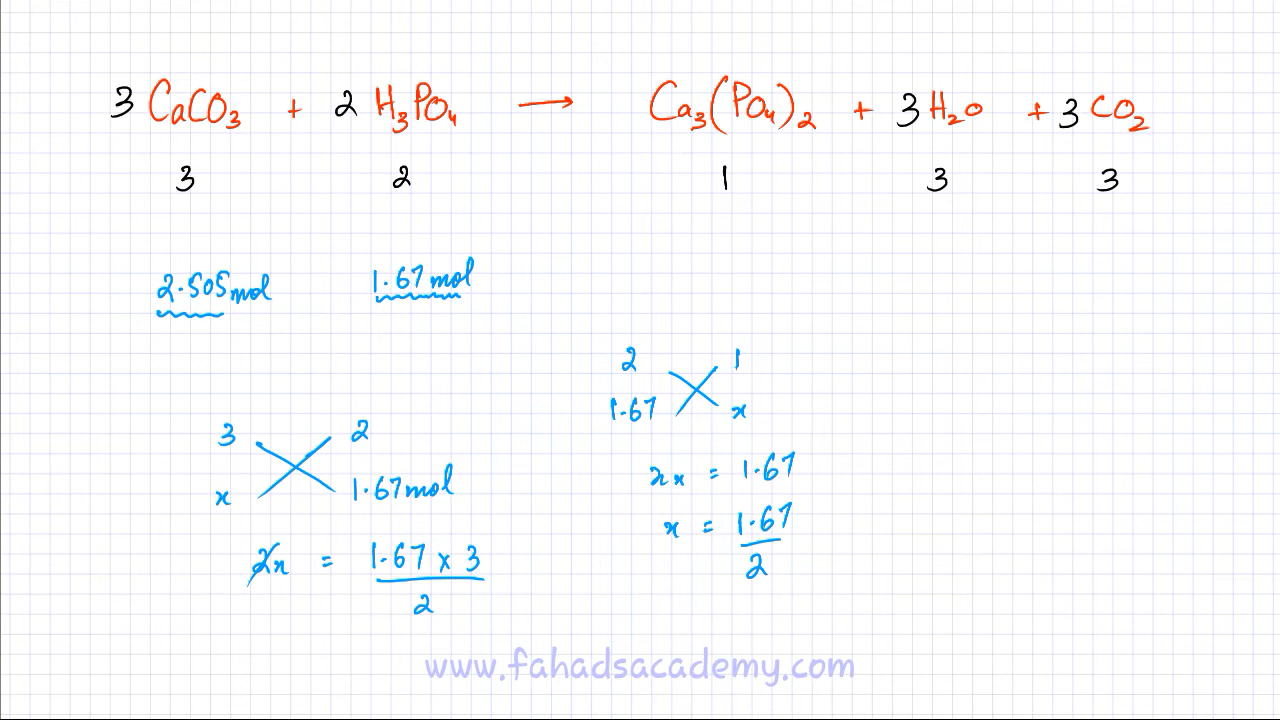 3 CaCO₃ + 2 H₃PO₄ → Ca₃(PO₄)₂ + 3 H₂O + 3 CO₂
3 2 1 3 3
2.505 mol 1.67 mol
3 2
x 1.67 mol
2x = 1.67 x 3
2
2 1
1.67 x
2x = 1.67
x = 1.67
2
www.fahadsacademy.com